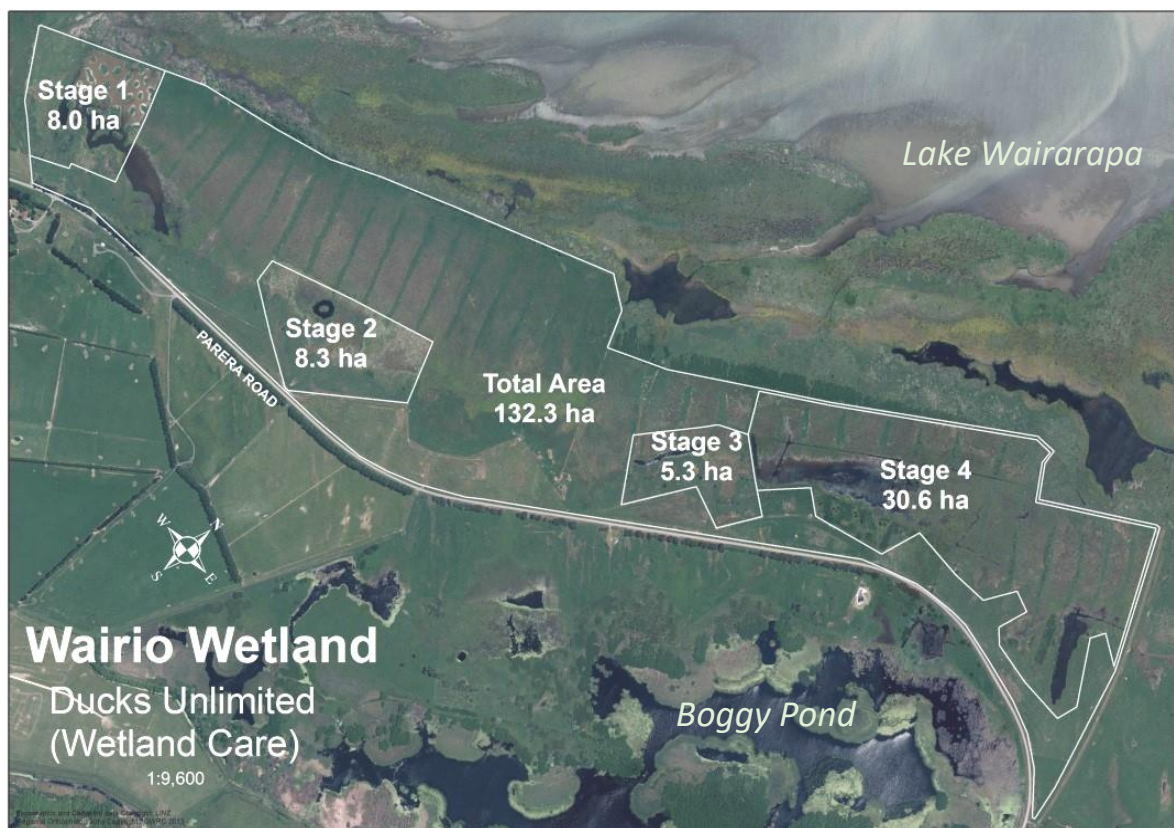 Stage 1
8.0 ha
Lake Wairarapa
Stage 2
8.3 ha
PARERA ROAD
Total Area
132.3 ha
Stage 3
5.3 ha
Stage 4
30.6 ha
W N
S E
Wairio Wetland
Ducks Unlimited
(Wetland Care)
1:9,600
Boggy Pond